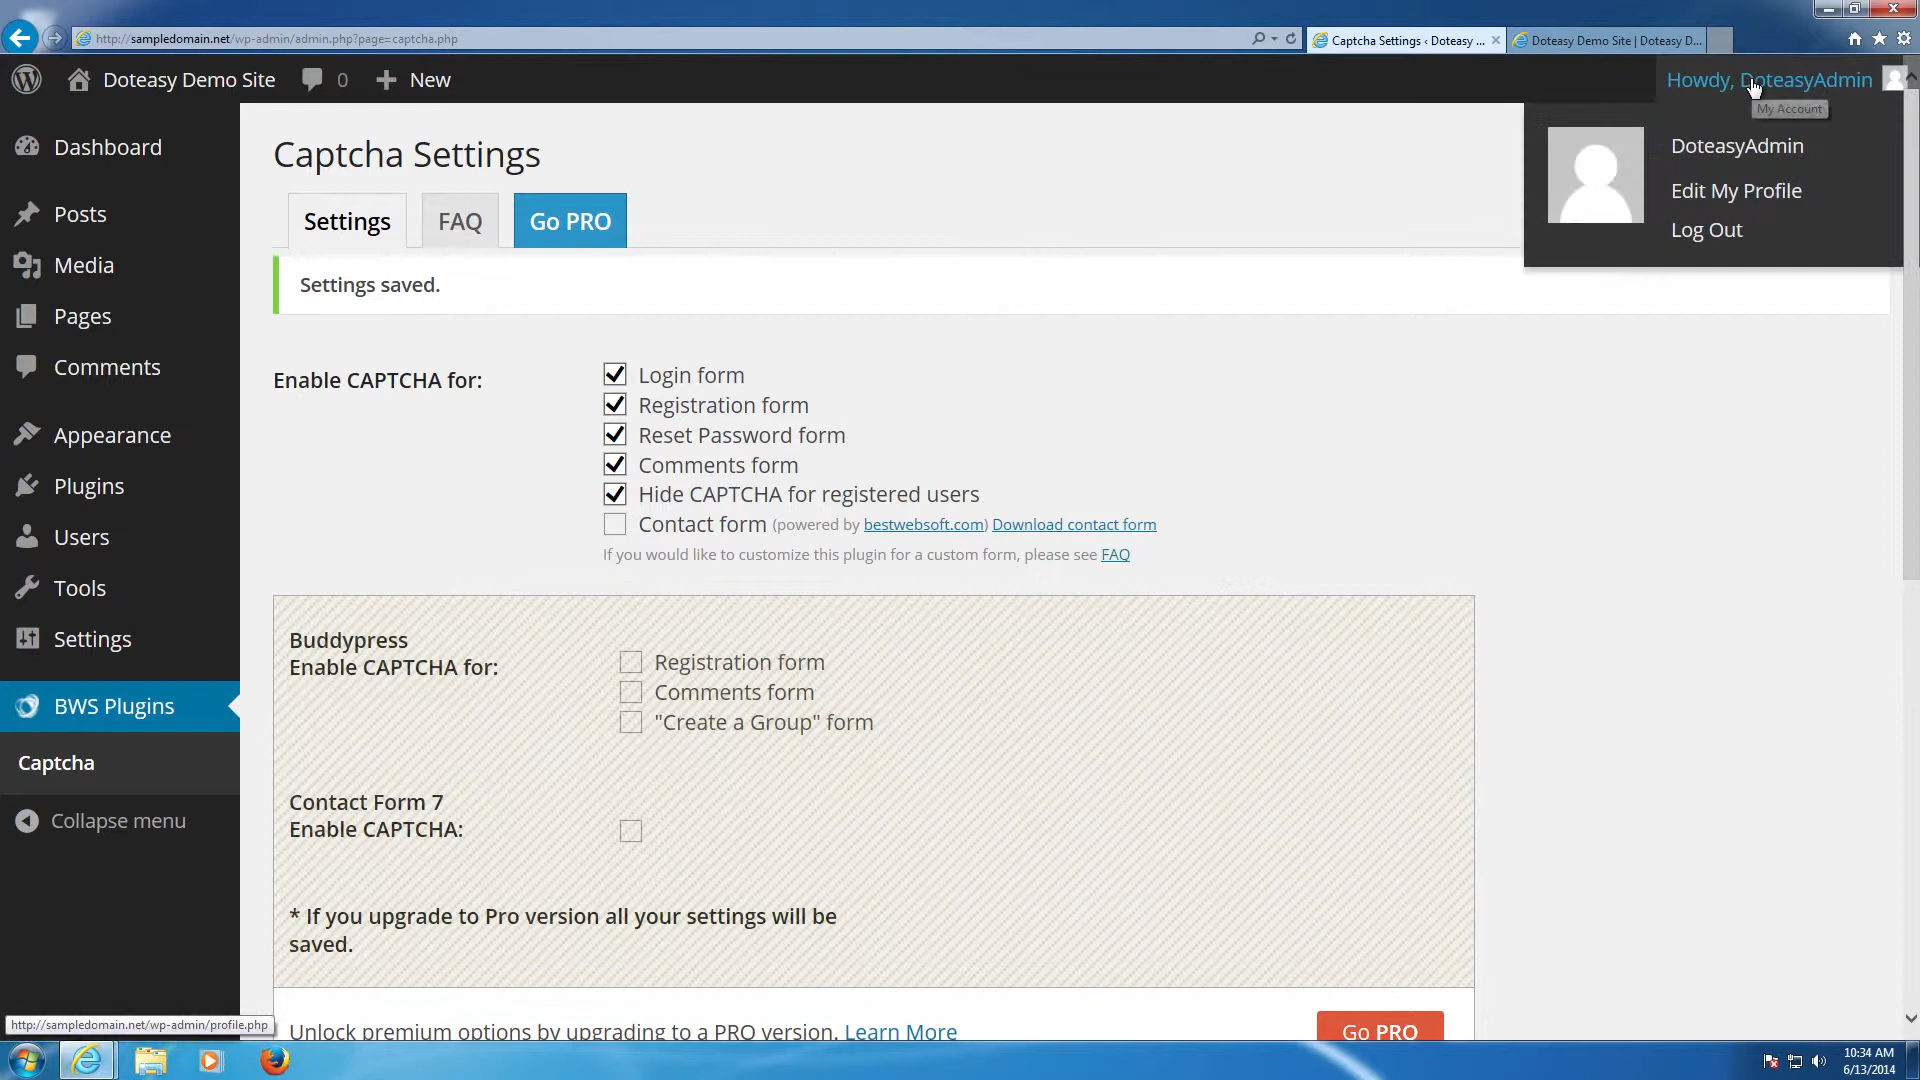 http://sampledomain.net/wp-admin/admin.php?page=captcha.php
Captcha Settings ‹ Doteasy ...
Doteasy Demo Site | Doteasy D...
Doteasy Demo Site
0
New
Howdy, DoteasyAdmin
My Account
DoteasyAdmin
Edit My Profile
Log Out
Dashboard
Posts
Media
Pages
Comments
Appearance
Plugins
Users
Tools
Settings
BWS Plugins
Captcha
Collapse menu
Captcha Settings
Settings
FAQ
Go PRO
Settings saved.
Enable CAPTCHA for:
Login form
Registration form
Reset Password form
Comments form
Hide CAPTCHA for registered users
Contact form (powered by bestwebsoft.com) Download contact form
If you would like to customize this plugin for a custom form, please see FAQ
Buddypress
Enable CAPTCHA for:
Registration form
Comments form
"Create a Group" form
Contact Form 7
Enable CAPTCHA:
* If you upgrade to Pro version all your settings will be
saved.
Unlock premium options by upgrading to a PRO version. Learn More
Go PRO
http://sampledomain.net/wp-admin/profile.php
10:34 AM
6/13/2014